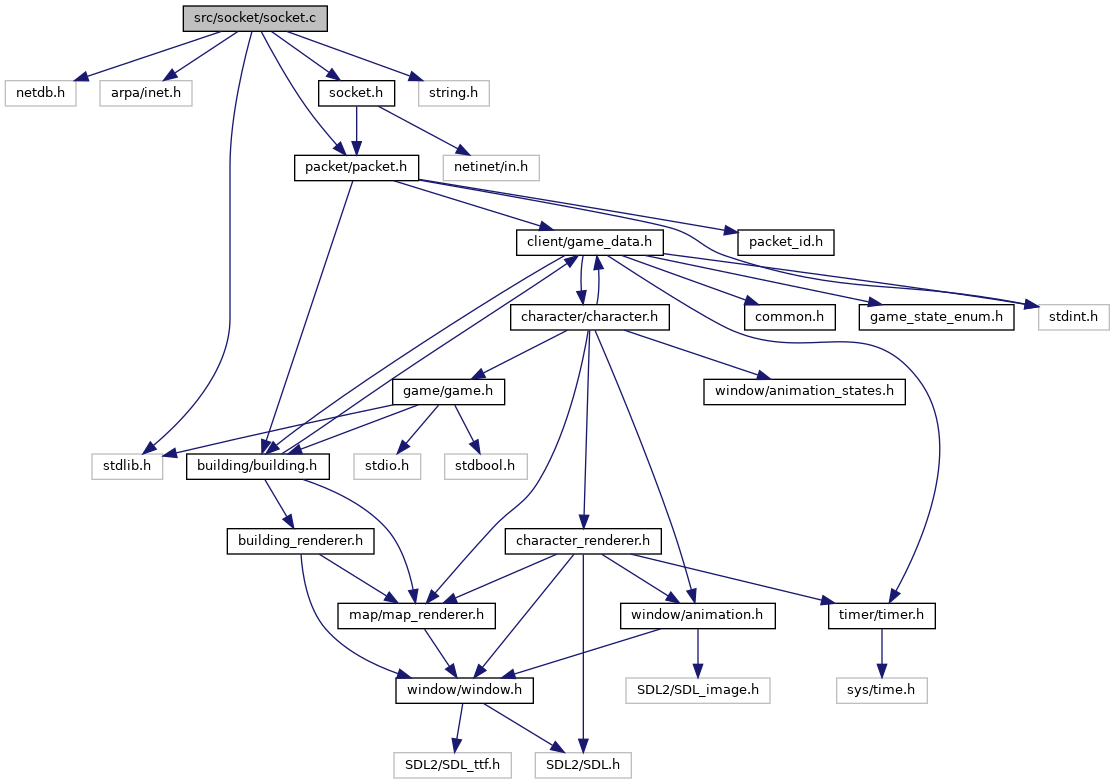 src/socket/socket.c
netdb.h
arpa/inet.h
socket.h
string.h
packet/packet.h
netinet/in.h
client/game_data.h
packet_id.h
character/character.h
common.h
game_state_enum.h
stdint.h
game/game.h
window/animation_states.h
stdlib.h
building/building.h
stdio.h
stdbool.h
building_renderer.h
character_renderer.h
map/map_renderer.h
window/animation.h
timer/timer.h
window/window.h
SDL2/SDL_image.h
sys/time.h
SDL2/SDL_ttf.h
SDL2/SDL.h